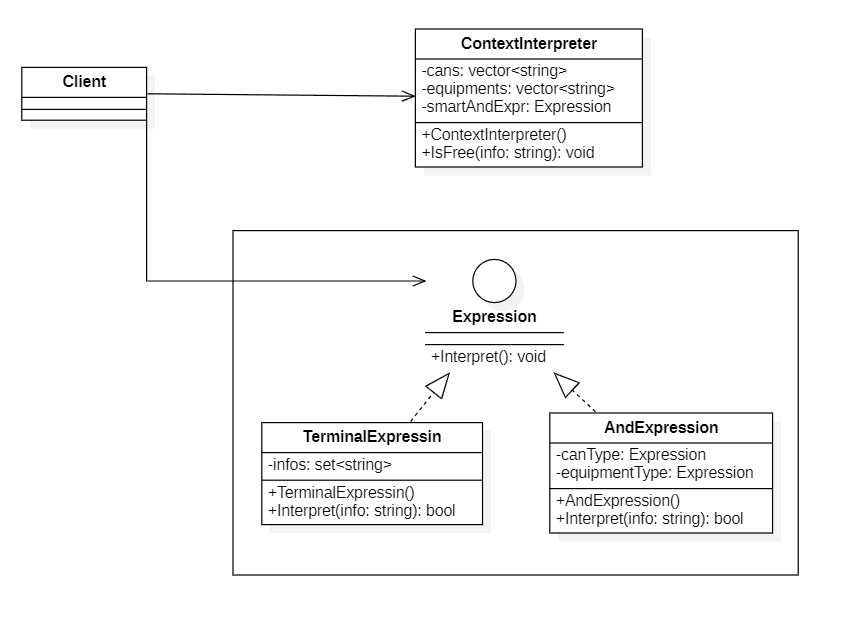 ContextInterpreter
-cans: vector<string>
-equipments: vector<string>
-smartAndExpr: Expression
+ContextInterpreter()
+IsFree(info: string): void
Client
Expression
+Interpret(): void
TerminalExpressin
-infos: set<string>
+TerminalExpressin()
+Interpret(info: string): bool
AndExpression
-canType: Expression
-equipmentType: Expression
+AndExpression()
+Interpret(info: string): bool